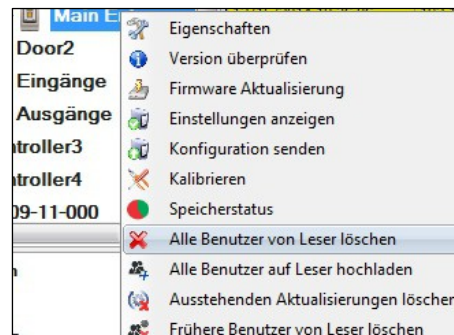 Main E
Door2
Eingänge
Ausgänge
troller3
troller4
09-11-000
Eigenschaften
Version überprüfen
Firmware Aktualisierung
Einstellungen anzeigen
Konfiguration senden
Kalibrieren
Speicherstatus
Alle Benutzer von Leser löschen
Alle Benutzer auf Leser hochladen
Ausstehenden Aktualisierungen löschen
Frühere Benutzer von Leser löschen